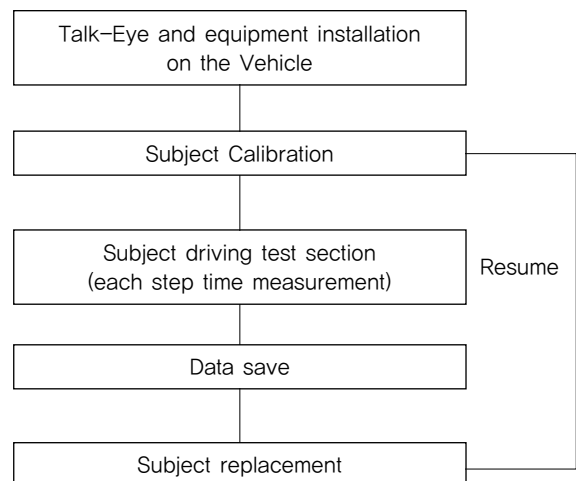 Talk-Eye and equipment installation
on the Vehicle
Subject Calibration
Subject driving test section
(each step time measurement)
Resume
Data save
Subject replacement